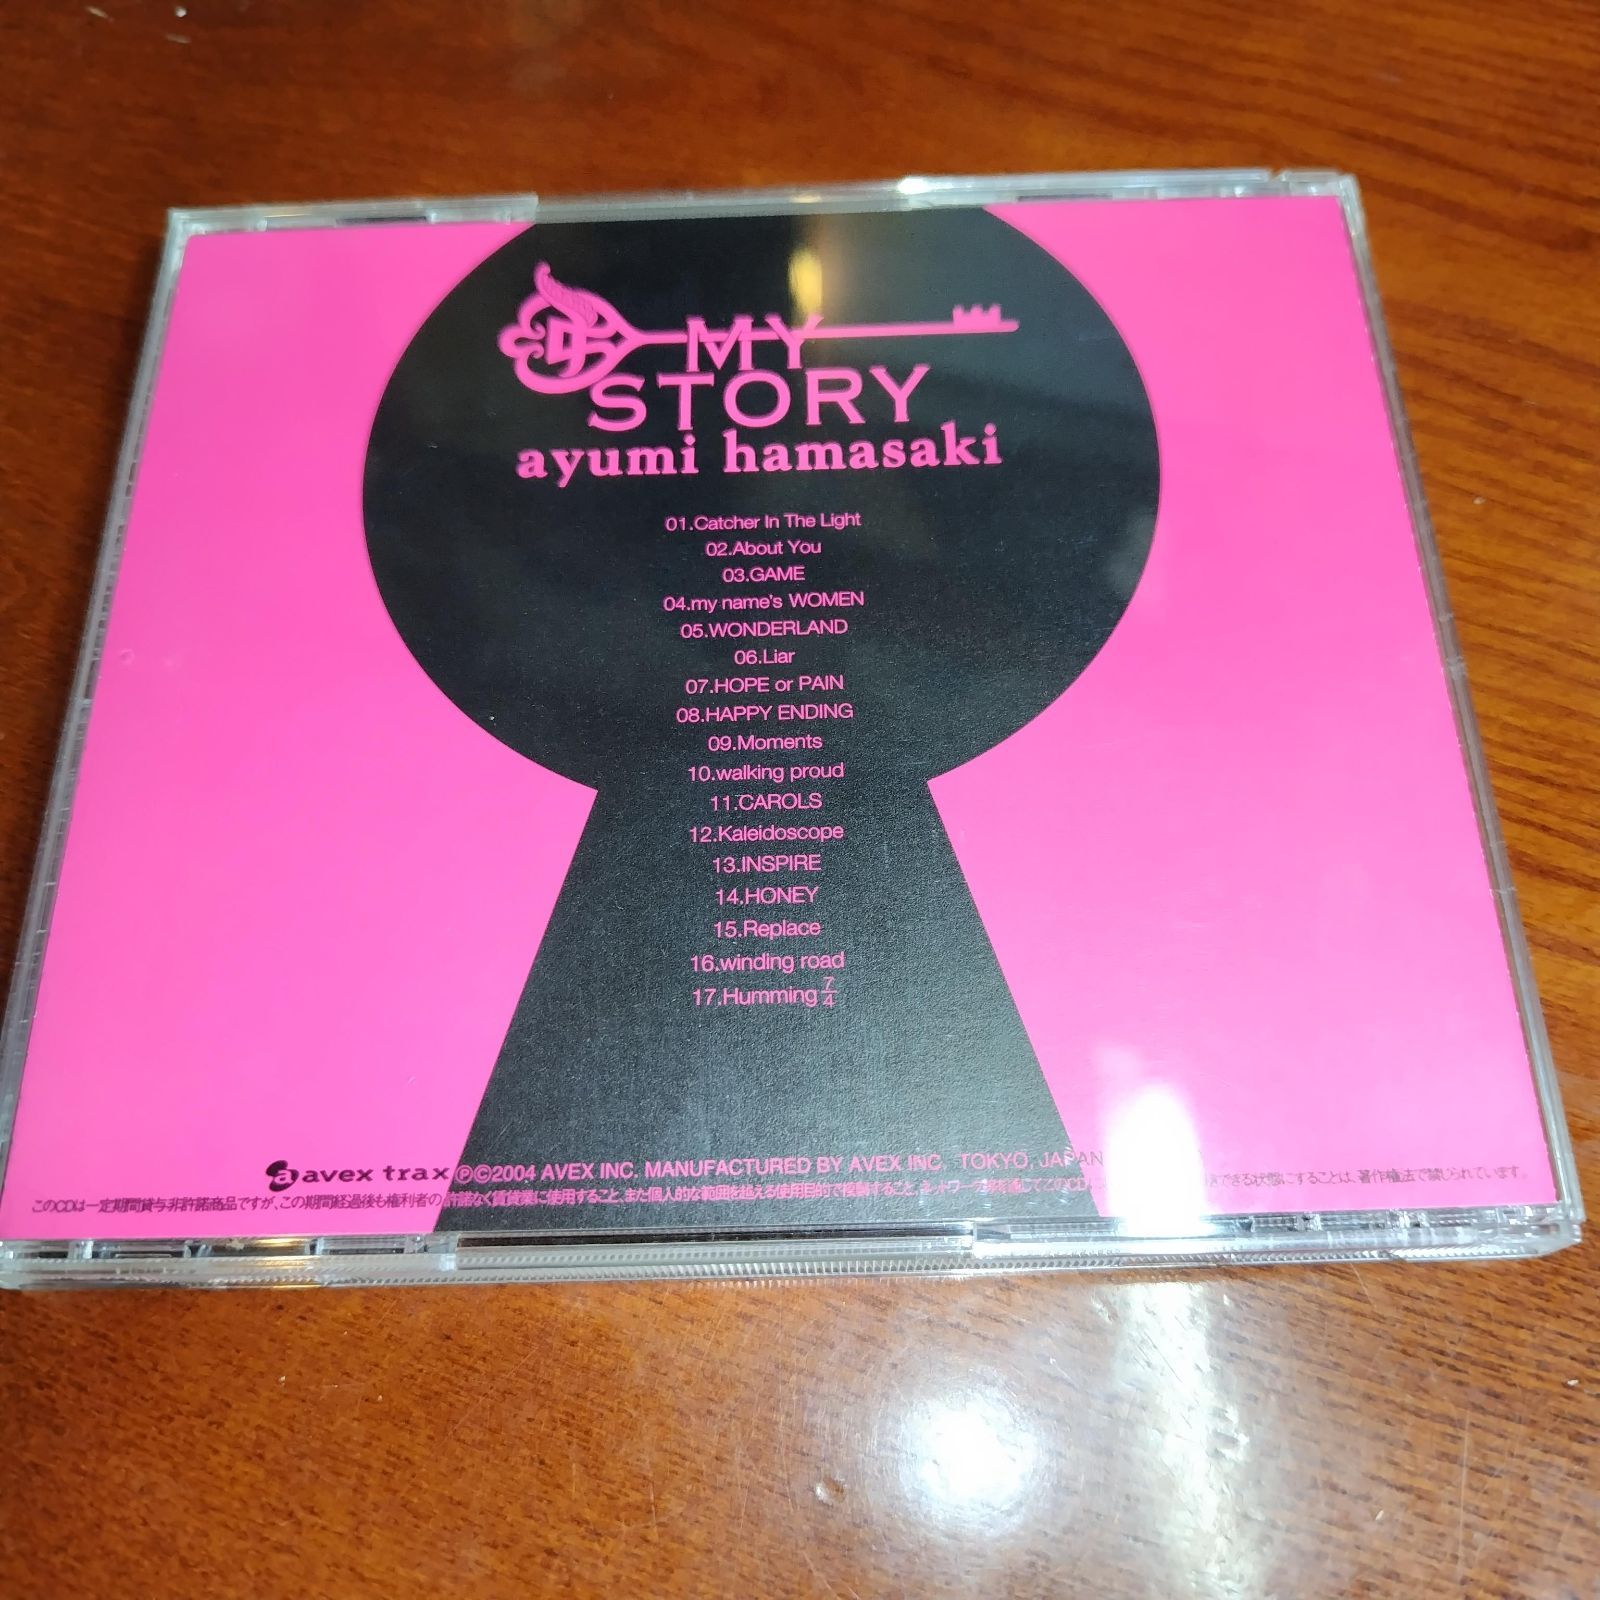 MY
STORY
ayumi hamasaki
01.Catcher In The Light
02.About You
03.GAME
04.my name's WOMEN
05.WONDERLAND
06.Liar
07.HOPE or PAIN
08.HAPPY ENDING
09.Moments
10.walking proud
11.CAROLS
12.Kaleidoscope
13.INSPIRE
14.HONEY
15.Replace
16.winding road
17.Humming 7/4
avex trax ℗©2004 AVEX INC. MANUFACTURED BY AVEX INC. TOKYO, JAPAN
このCDは一定期間貸与非許諾商品ですが、この期間経過後も権利者の許諾なく賃貸業に使用すること、また個人的な範囲を越える使用目的で複製すること、ネットワーク等を通じてこのCDに できる状態にすることは、著作権法で禁じられています。